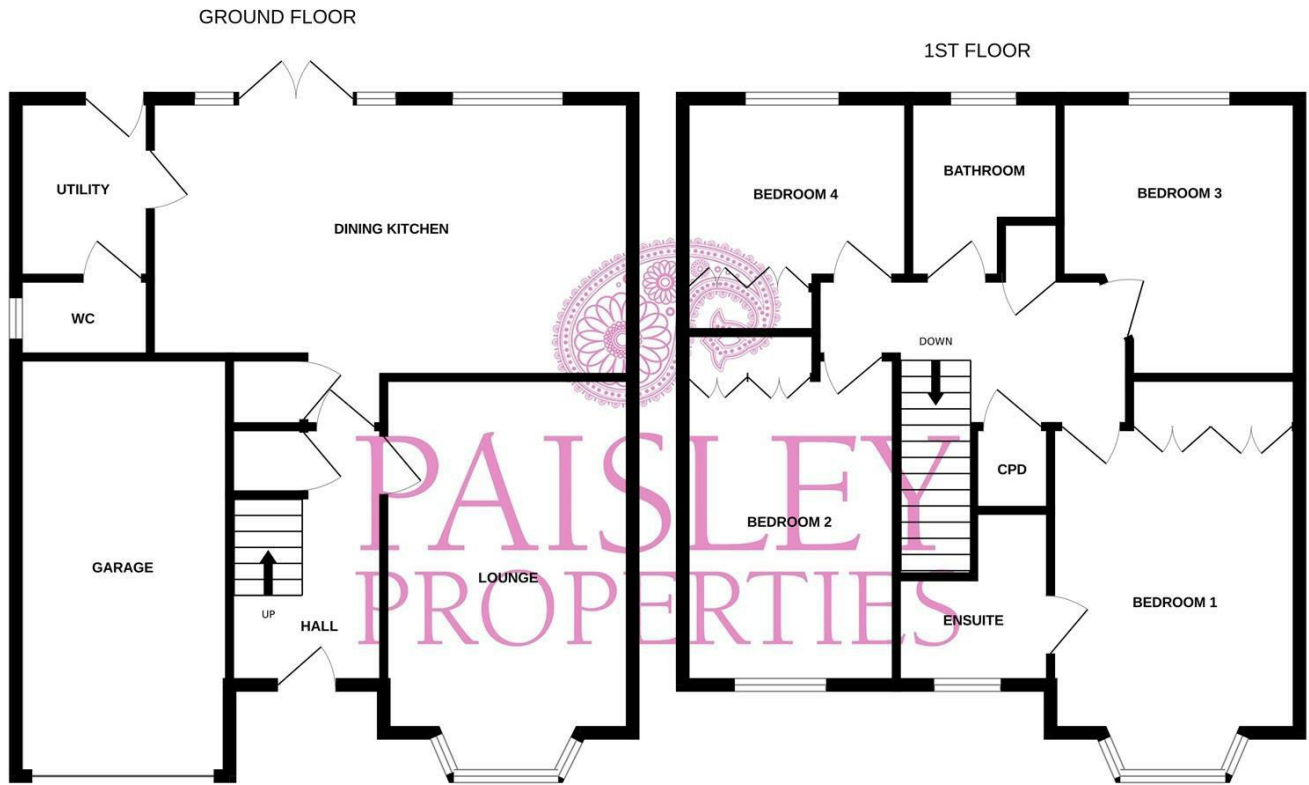 GROUND FLOOR
UTILITY
DINING KITCHEN
WC
GARAGE
LOUNGE
UP
HALL
1ST FLOOR
BEDROOM 4
BATHROOM
BEDROOM 3
DOWN
CPD
BEDROOM 2
BEDROOM 1
ENSUITE
PAISLEY
PROPERTIES